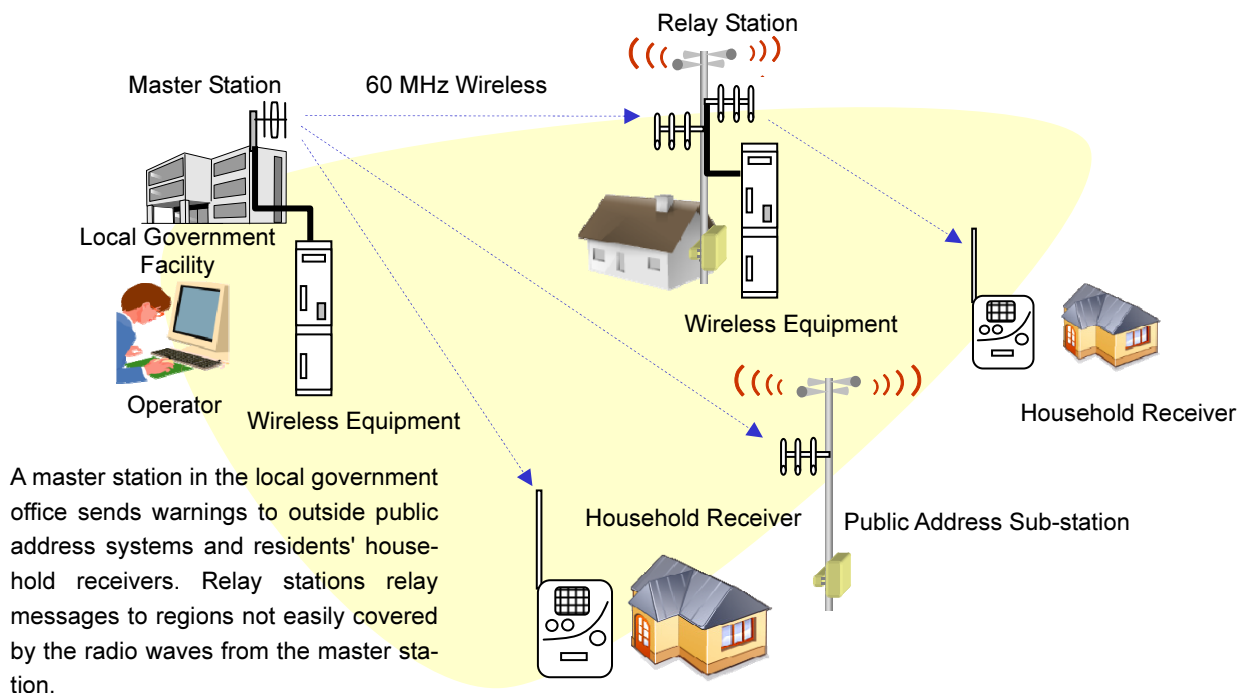 Relay Station
Master Station
60 MHz Wireless
Local Government
Facility
Wireless Equipment
Operator
Wireless Equipment
Household Receiver
Household Receiver
Public Address Sub-station
A master station in the local government
office sends warnings to outside public
address systems and residents' house-
hold receivers. Relay stations relay
messages to regions not easily covered
by the radio waves from the master sta-
tion.